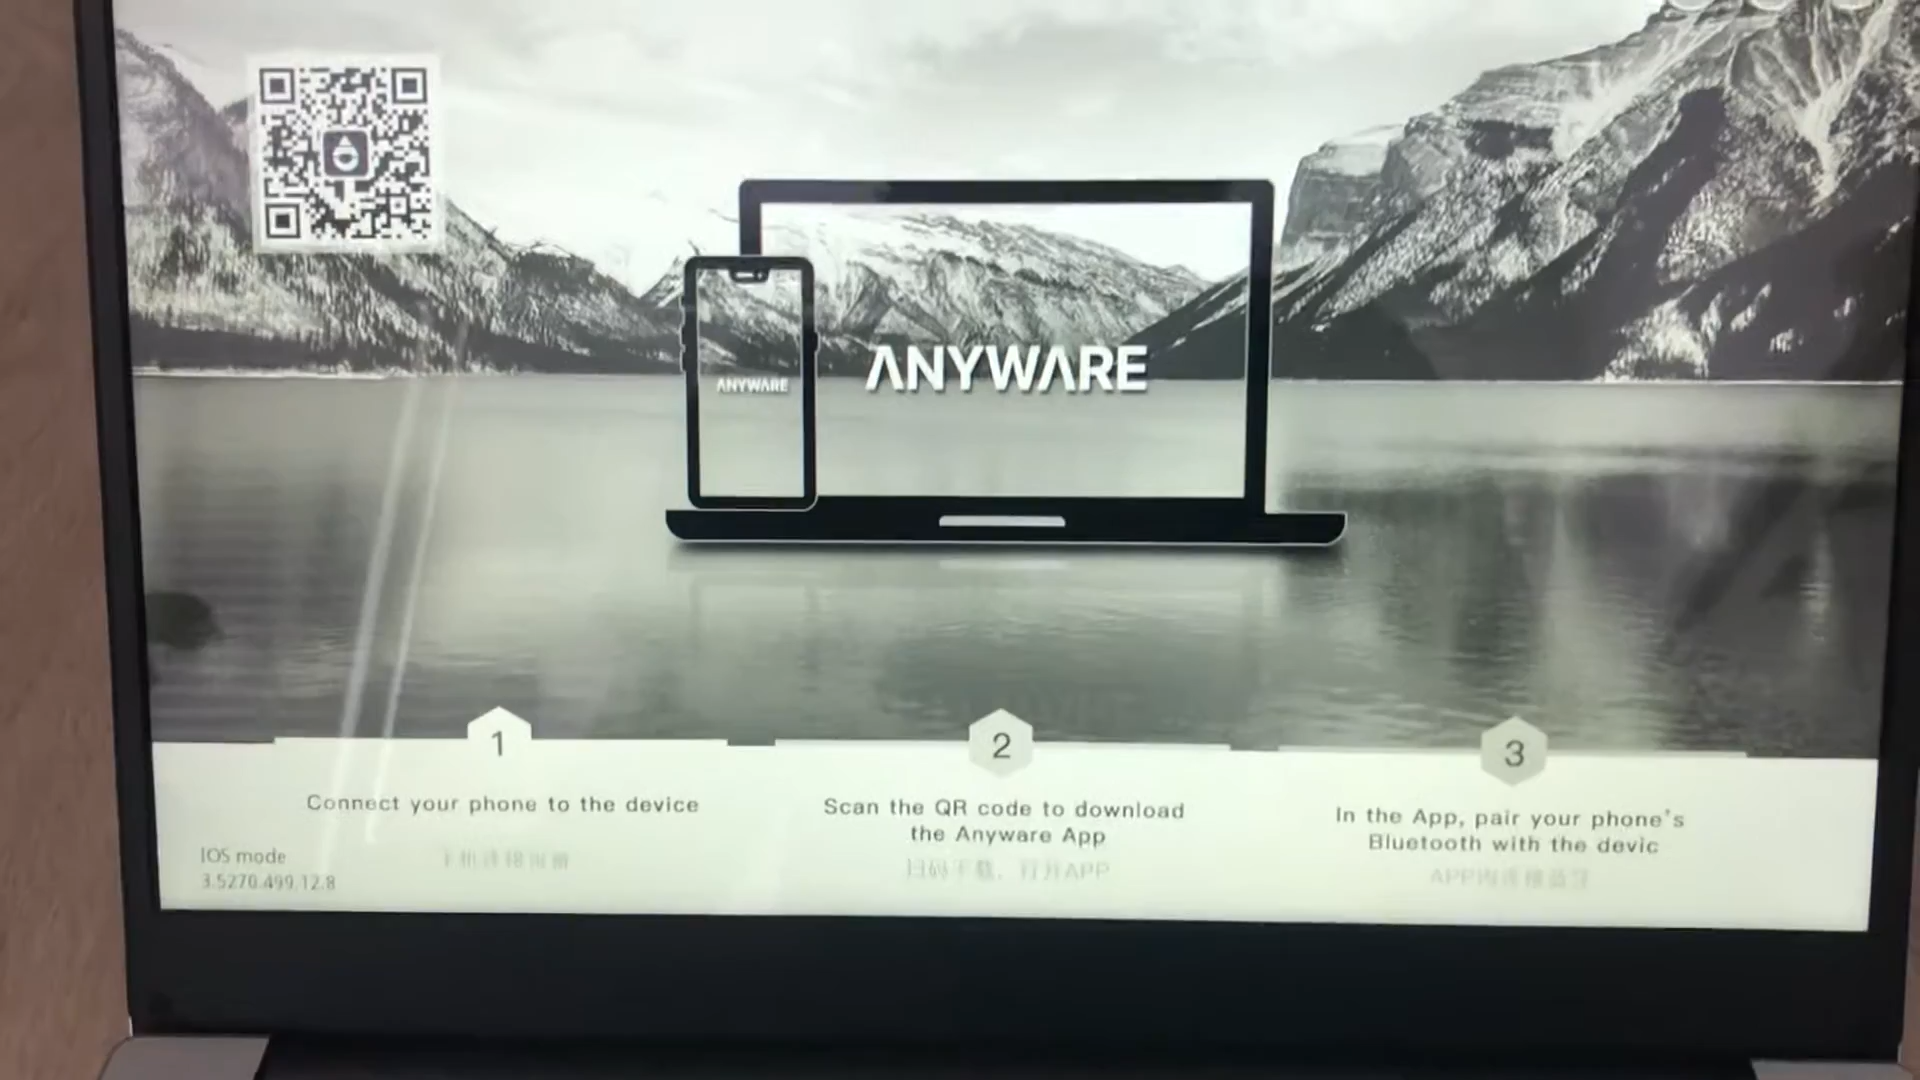 ANYWARE
ANYWARE
1
2
3
Connect your phone to the device
Scan the QR code to download
the Anyware App
In the App, pair your phone's
Bluetooth with the devic
IOS mode
3.5270.499.12.8
扫码下载，打开APP